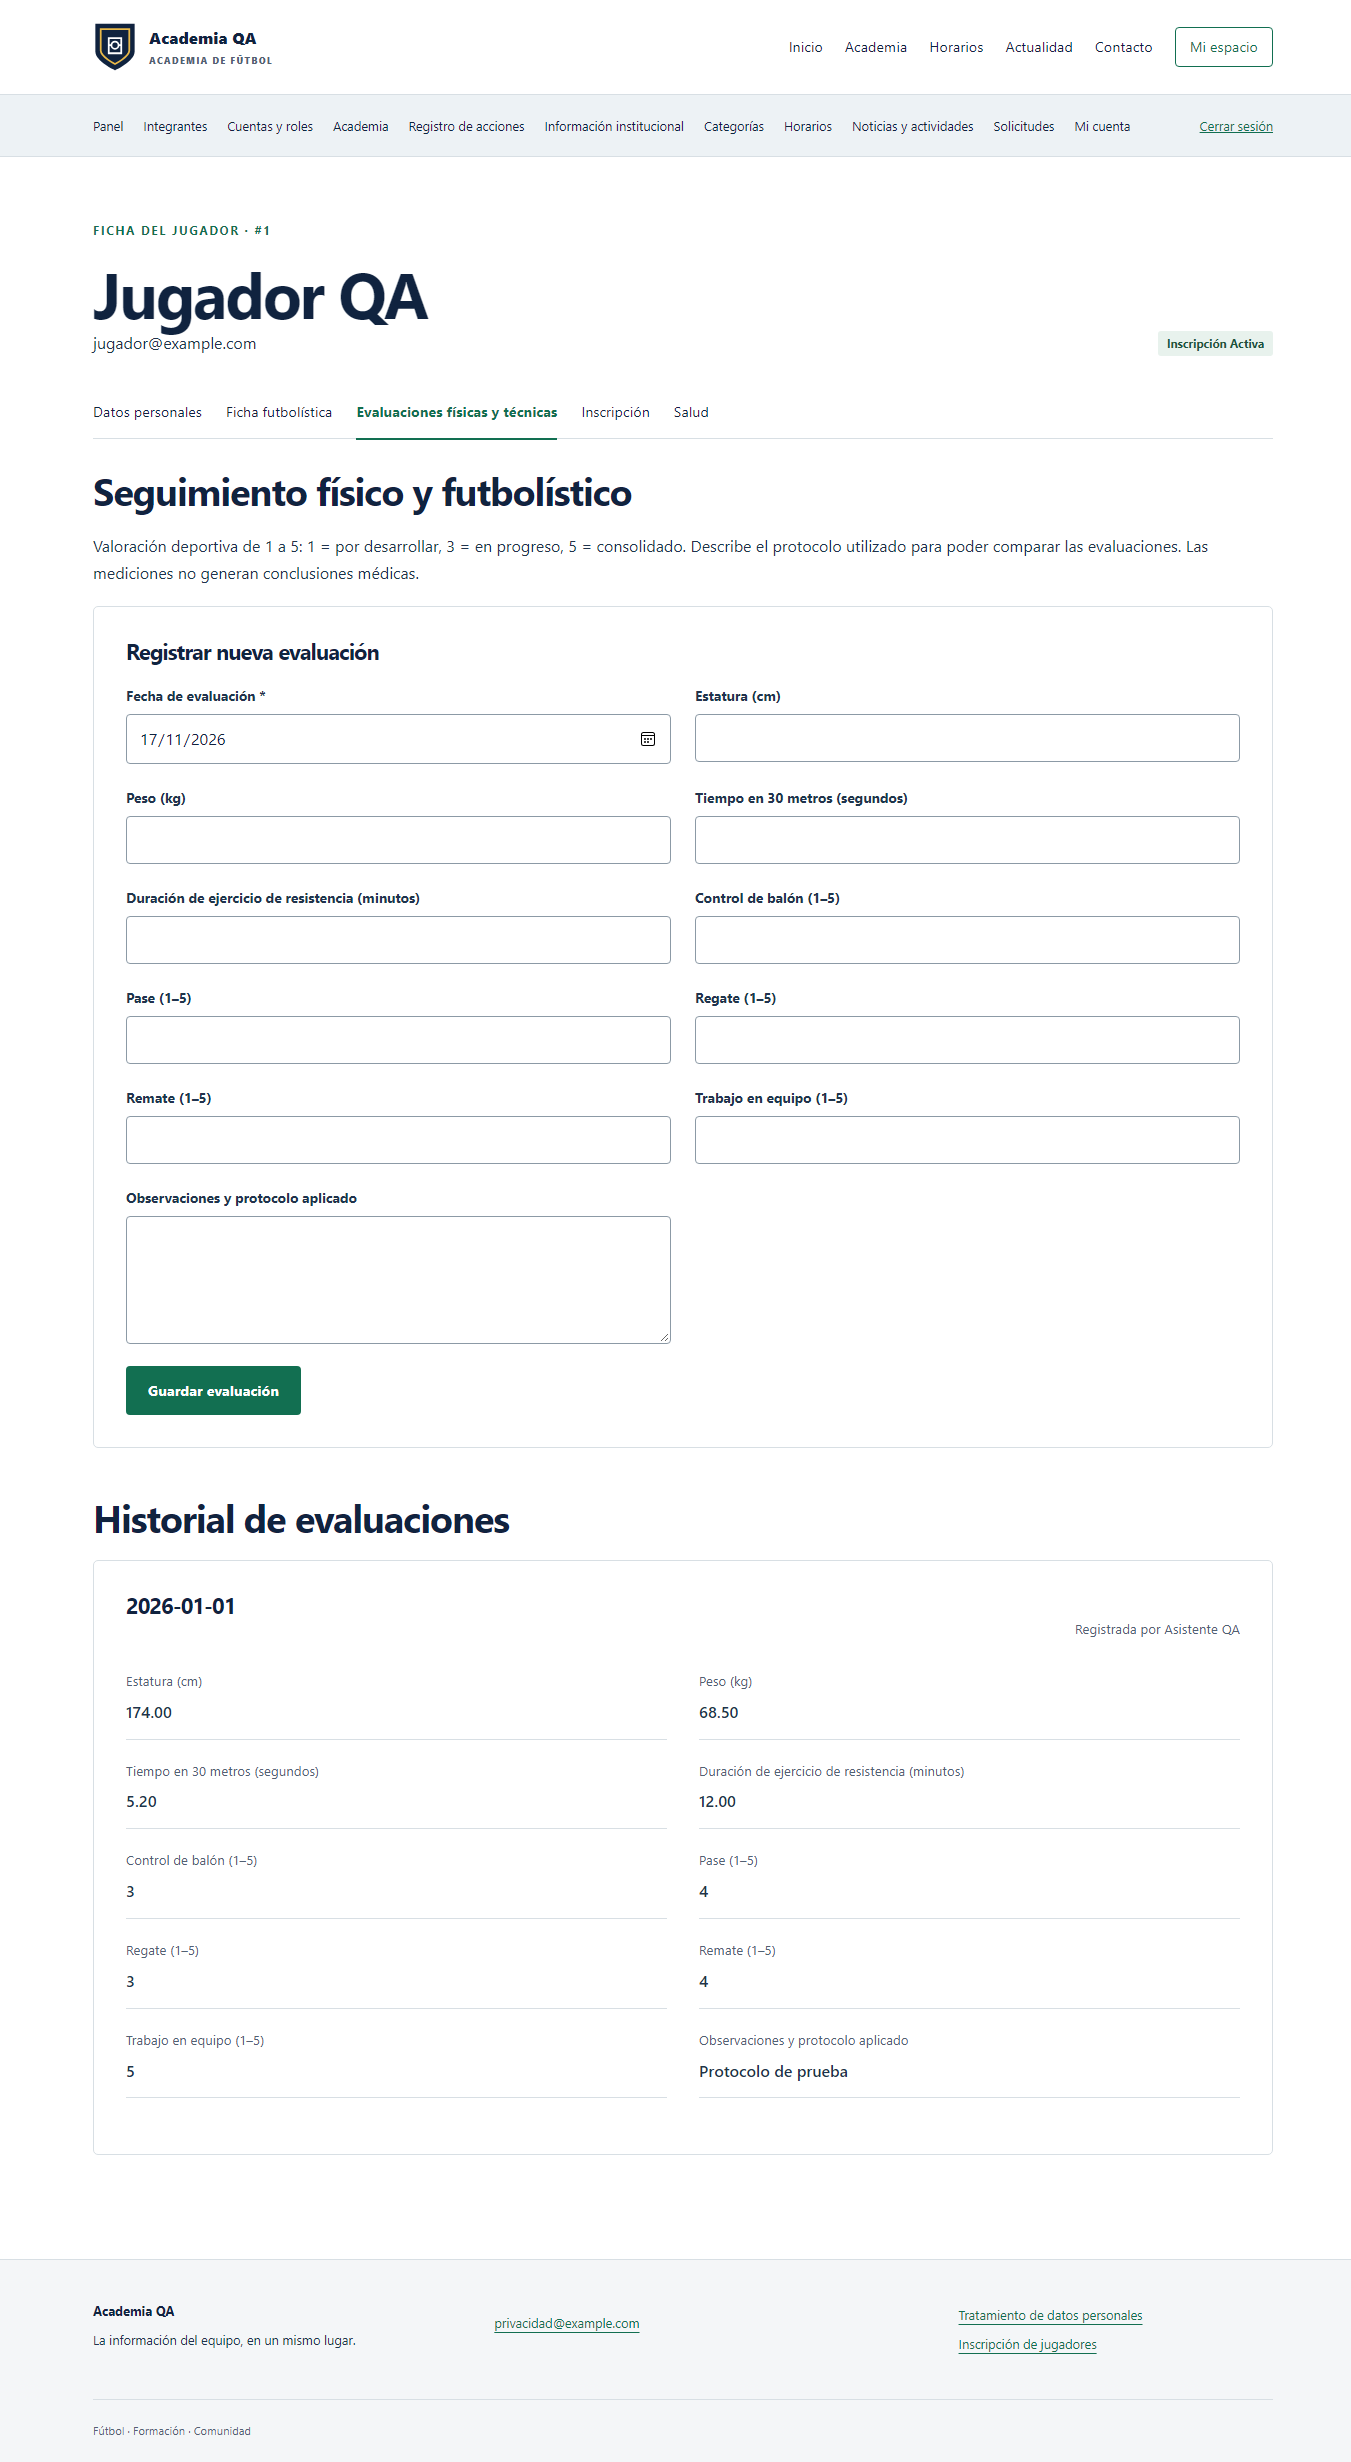 Academia QA
ACADEMIA DE FÚTBOL
Inicio Academia Horarios Actualidad Contacto Mi espacio
Panel Integrantes Cuentas y roles Academia Registro de acciones Información institucional Categorías Horarios Noticias y actividades Solicitudes Mi cuenta Cerrar sesión
FICHA DEL JUGADOR · #1
Jugador QA
jugador@example.com
Inscripción Activa
Datos personales Ficha futbolística Evaluaciones físicas y técnicas Inscripción Salud
Seguimiento físico y futbolístico
Valoración deportiva de 1 a 5: 1 = por desarrollar, 3 = en progreso, 5 = consolidado. Describe el protocolo utilizado para poder comparar las evaluaciones. Las
mediciones no generan conclusiones médicas.
Registrar nueva evaluación
Fecha de evaluación * Estatura (cm)
17/11/2026
Peso (kg) Tiempo en 30 metros (segundos)
Duración de ejercicio de resistencia (minutos) Control de balón (1–5)
Pase (1–5) Regate (1–5)
Remate (1–5) Trabajo en equipo (1–5)
Observaciones y protocolo aplicado
Guardar evaluación
Historial de evaluaciones
2026-01-01
Registrada por Asistente QA
Estatura (cm) Peso (kg)
174.00 68.50
Tiempo en 30 metros (segundos) Duración de ejercicio de resistencia (minutos)
5.20 12.00
Control de balón (1–5) Pase (1–5)
3 4
Regate (1–5) Remate (1–5)
3 4
Trabajo en equipo (1–5) Observaciones y protocolo aplicado
5 Protocolo de prueba
Academia QA
La información del equipo, en un mismo lugar.
privacidad@example.com
Tratamiento de datos personales
Inscripción de jugadores
Fútbol · Formación · Comunidad